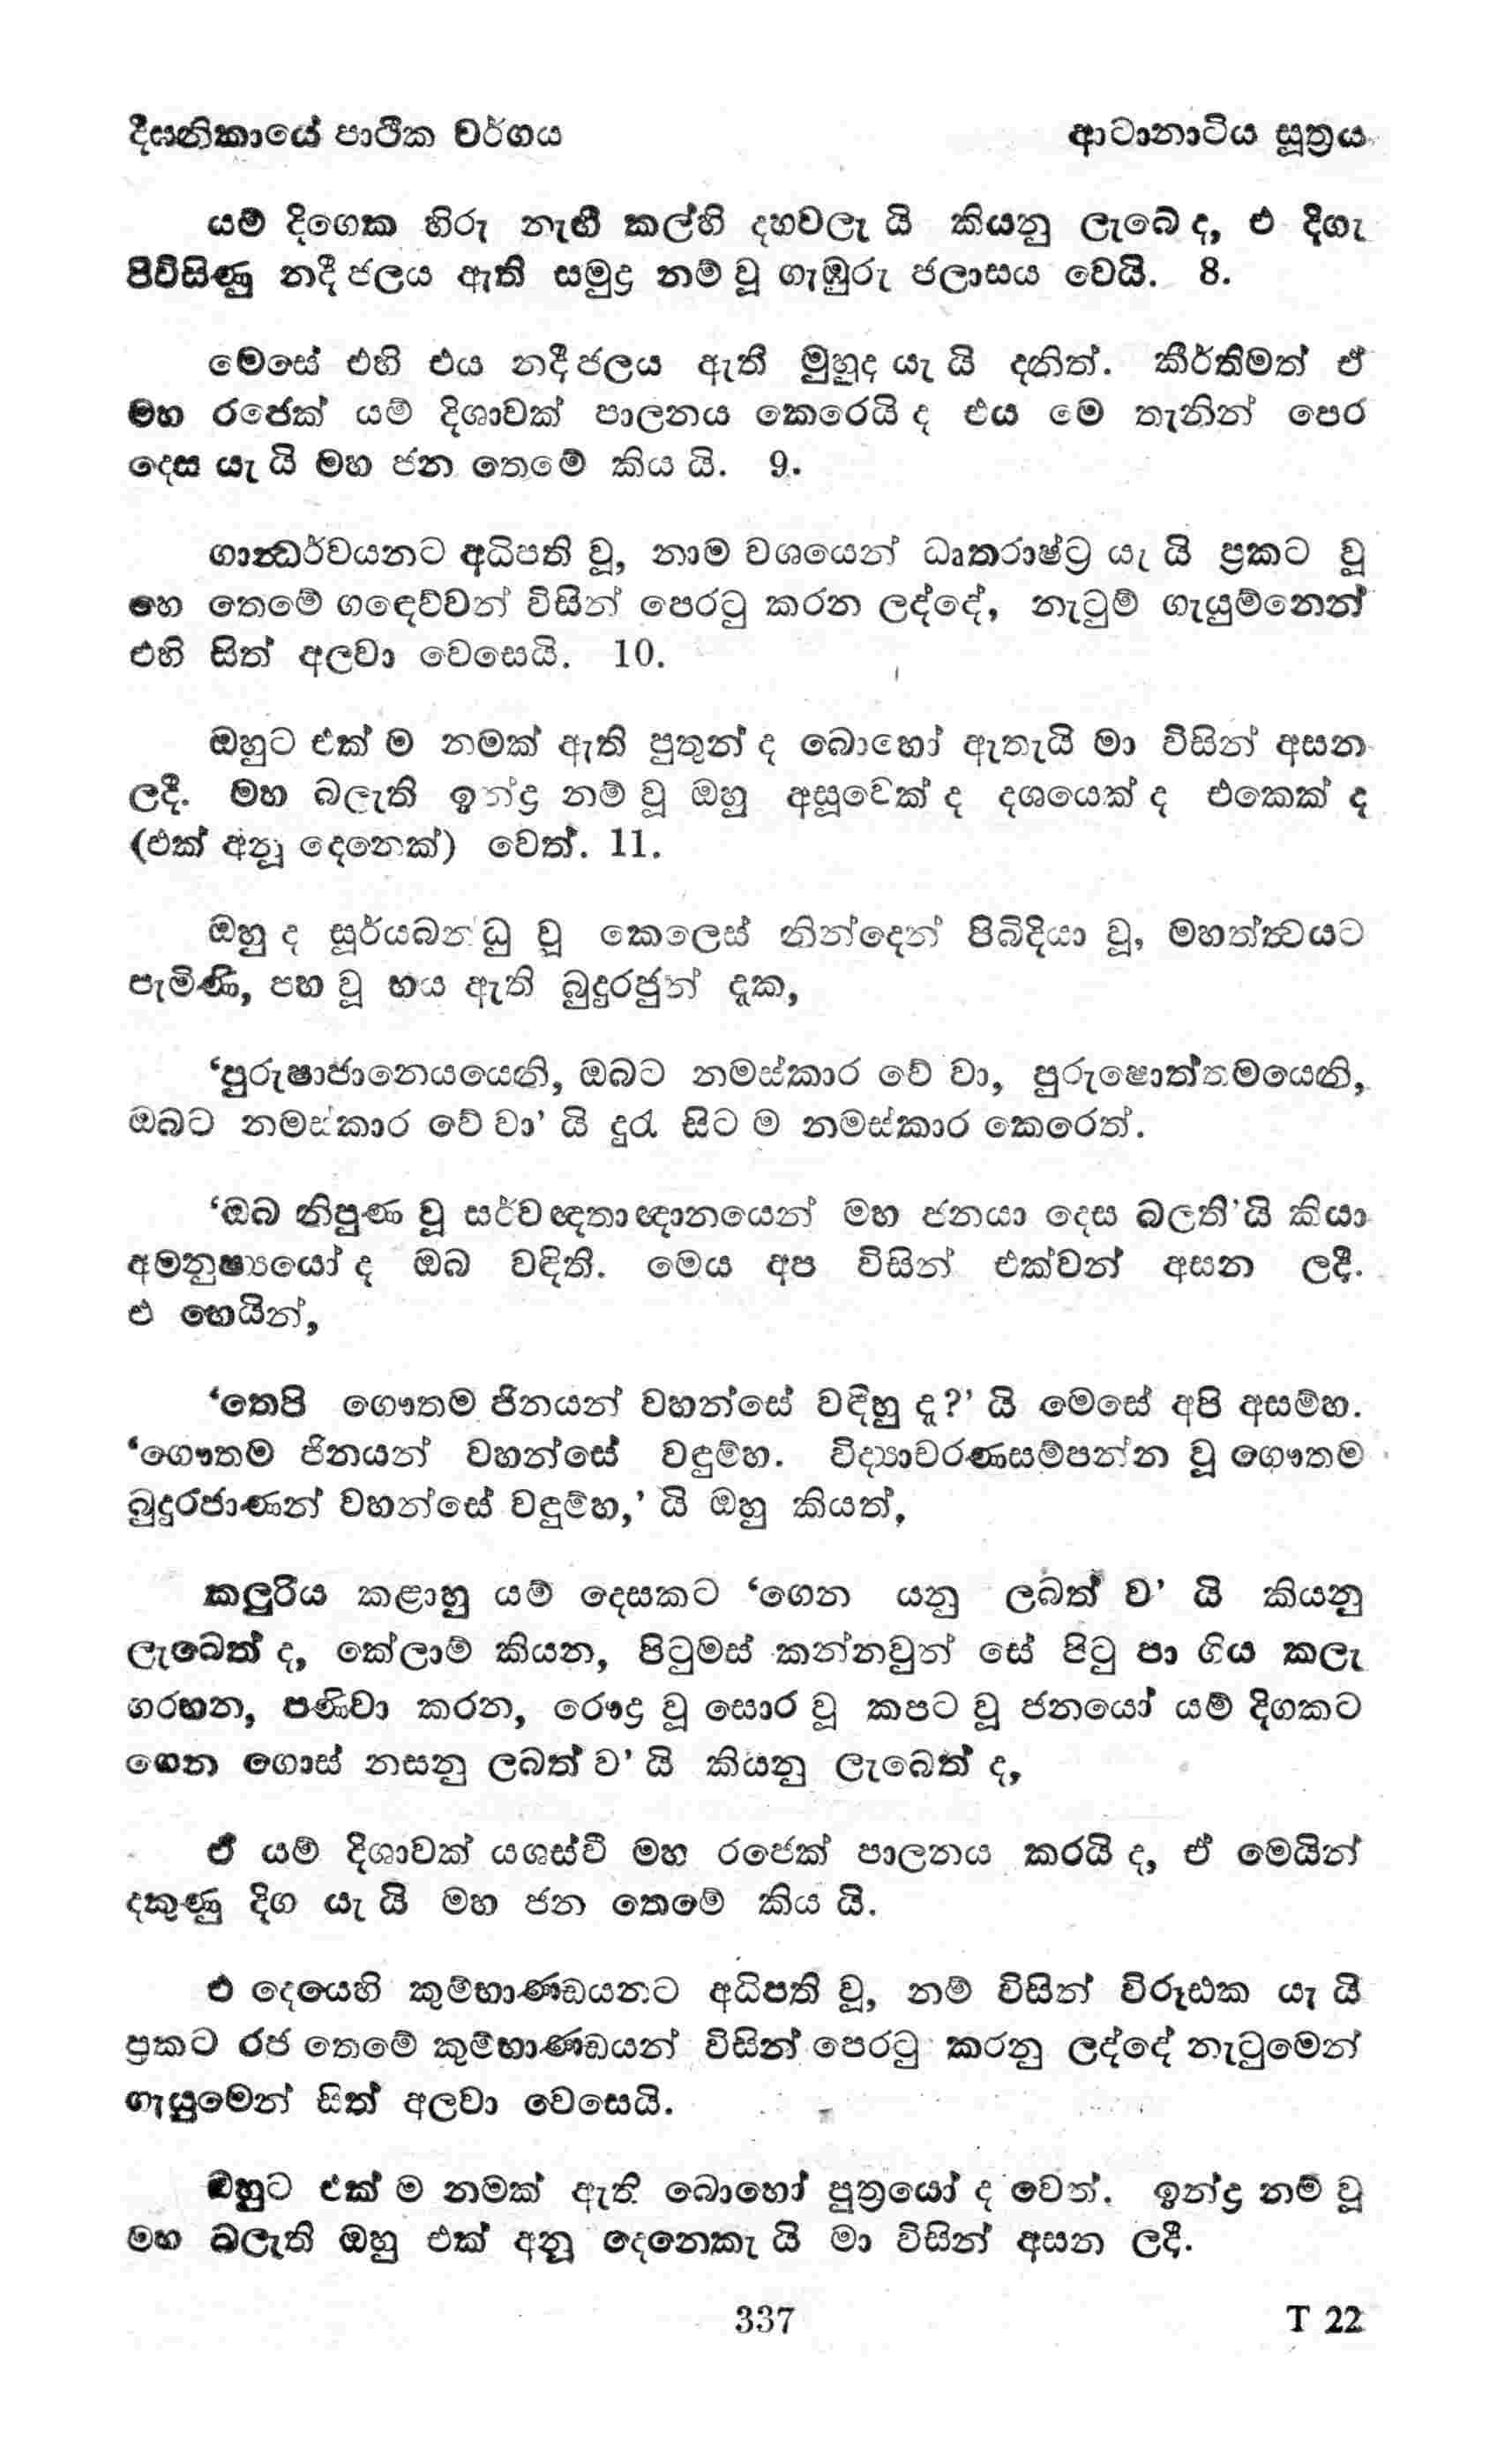 දීඝනිකායේ පාථික වර්ගය ආටානාටිය සූත්‍රය
යම් දිගෙක හිරු නැඟී කල්හි දහවලැ යි කියනු ලැබේ ද, එ දිගැ
පිවිසිණු නදී ජලය ඇති සමුද්‍ර නම් වූ ගැඹුරු ජලාසය වෙයි. 8.
මෙසේ එහි එය නදීජලය ඇති මුහුද යැ යි දනිත්. කීර්තිමත් ඒ
මහ රජෙක් යම් දිශාවක් පාලනය කෙරෙයි ද එය මෙ තැනින් පෙර
දෙස යැ යි මහ ජන තෙමේ කිය යි. 9.
ගාන්‍ධර්වයනට අධිපති වූ, නාම වශයෙන් ධෘතරාෂ්ට්‍ර යැ යි ප්‍රකට වූ
හෙ තෙමේ ගඳෙව්වන් විසින් පෙරටු කරන ලද්දේ, නැටුම් ගැයුම්නෙන්
එහි සිත් අලවා වෙසෙයි. 10.
ඔහුට එක් ම නමක් ඇති පුතුන් ද බොහෝ ඇතැයි මා විසින් අසන
ලදී. මහ බලැති ඉන්ද්‍ර නම් වූ ඔහු අසූවෙක් ද දශයෙක් ද එකෙක් ද
(එක් අනූ දෙනෙක්) වෙත්. 11.
ඔහු ද සූර්යබන්ධු වූ කෙලෙස් නින්දෙන් පිබිදියා වූ, මහත්ත්‍වයට
පැමිණි, පහ වූ භය ඇති බුදුරජුන් දැක,
‘පුරුෂාජානෙයයෙනි, ඔබට නමස්කාර වේ වා, පුරුෂොත්තමයෙනි,
ඔබට නමස්කාර වේ වා’ යි දුරැ සිට ම නමස්කාර කෙරෙත්.
‘ඔබ නිපුණ වූ සර්වඥතාඥානයෙන් මහ ජනයා දෙස බලති’යි කියා
අමනුෂ්‍යයෝ ද ඔබ වඳිති. මෙය අප විසින් එක්වන් අසන ලදී.
එ හෙයින්,
‘තෙපි ගෞතම ජිනයන් වහන්සේ වඳිහු ද?’ යි මෙසේ අපි අසම්හ.
‘ගෞතම ජිනයන් වහන්සේ වඳුම්හ. විද්‍යාචරණසම්පන්න වූ ගෞතම
බුදුරජාණන් වහන්සේ වඳුම්හ,’ යි ඔහු කියත්,
කලුරිය කළාහු යම් දෙසකට ‘ගෙන යනු ලබත් ව’ යි කියනු
ලැබෙත් ද, කේලාම් කියන, පිටුමස් කන්නවුන් සේ පිටු පා ගිය කලැ
ගරහන, පණිවා කරන, රෞද්‍ර වූ සොර වූ කපට වූ ජනයෝ යම් දිගකට
ගෙන ගොස් නසනු ලබත් ව’ යි කියනු ලැබෙත් ද,
ඒ යම් දිශාවක් යශස්වී මහ රජෙක් පාලනය කරයි ද, ඒ මෙයින්
දකුණු දිග යැ යි මහ ජන තෙමේ කිය යි.
එ දෙයෙහි කුම්භාණ්ඩයනට අධිපති වූ, නම් විසින් විරූඪක යැ යි
ප්‍රකට රජ තෙමේ කුම්භාණ්ඩයන් විසින් පෙරටු කරනු ලද්දේ නැටුමෙන්
ගැයුමෙන් සිත් අලවා වෙසෙයි.
ඔහුට එක් ම නමක් ඇති බොහෝ පුත්‍රයෝ ද වෙත්. ඉන්ද්‍ර නම් වූ
මහ බලැති ඔහු එක් අනූ දෙනෙකැ යි මා විසින් අසන ලදී.
337 T 22